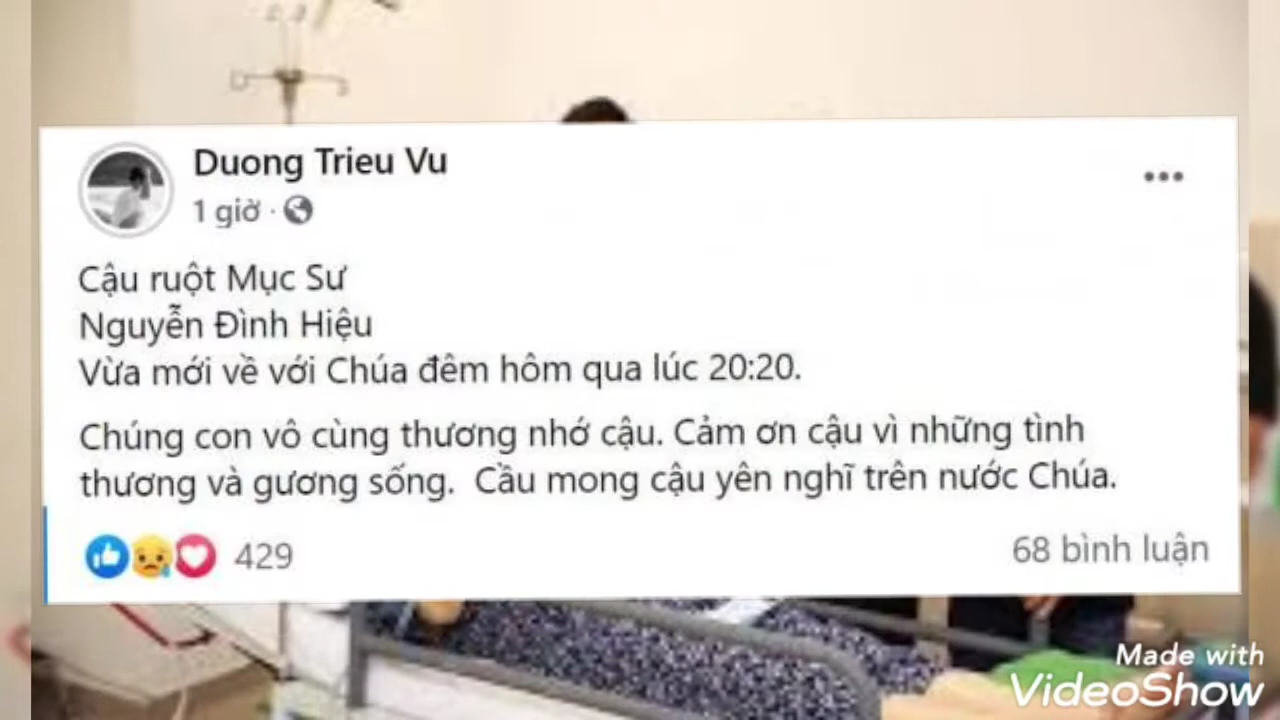 Duong Trieu Vu
1 giờ ·
Cậu ruột Mục Sư
Nguyễn Đình Hiệu
Vừa mới về với Chúa đêm hôm qua lúc 20:20.
Chúng con vô cùng thương nhớ cậu. Cảm ơn cậu vì những tình
thương và gương sống. Cầu mong cậu yên nghĩ trên nước Chúa.
429
68 bình luận
Made with
VideoShow